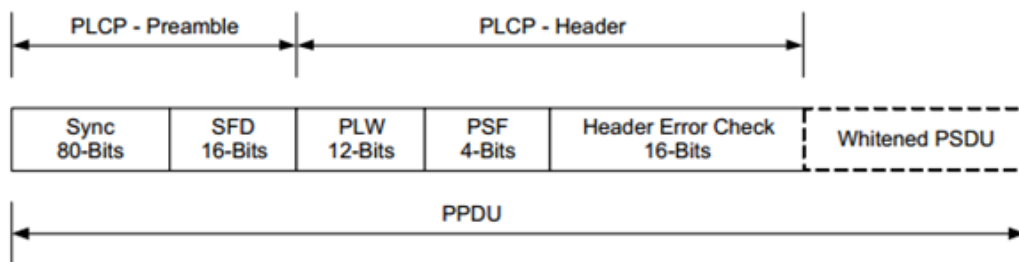 PLCP - Preamble
PLCP - Header
Sync
80-Bits
SFD
16-Bits
PLW
12-Bits
PSF
4-Bits
Header Error Check
16-Bits
Whitened PSDU
PPDU